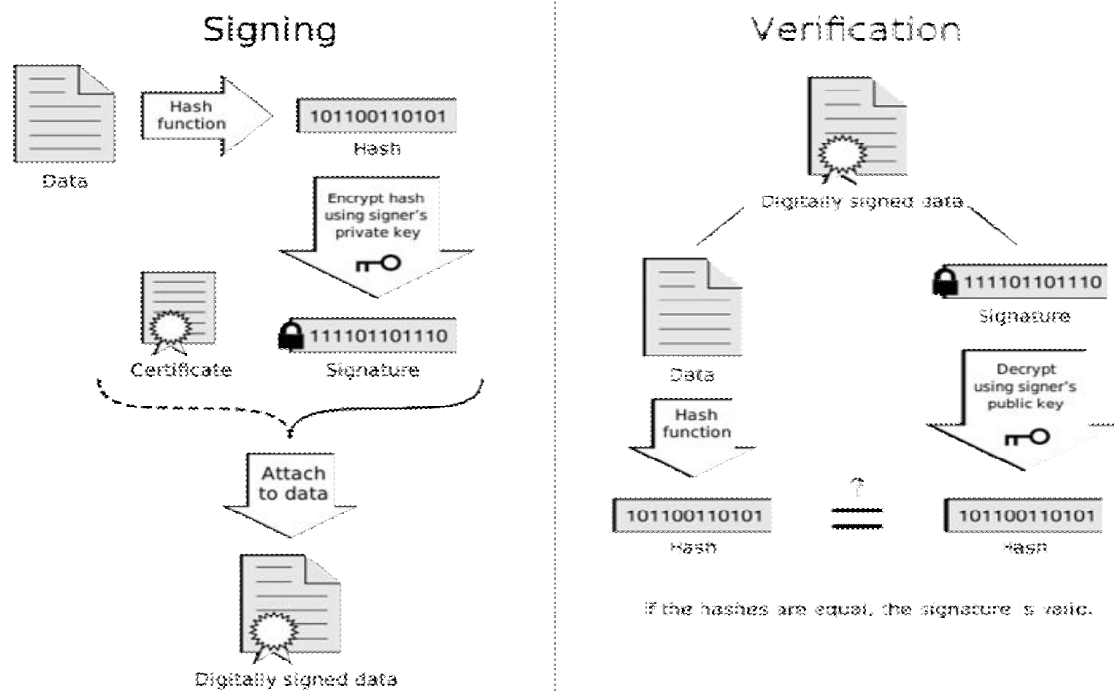 Signing
Hash
function
101100110101
Hash
Data
Encrypt hash
using signer's
private key
111101101110
Certificate
Signature
Attach
to data
Digitally signed data
Verification
Digitally signed data
111101101110
Signature
Data
Hash
function
Decrypt
using signer's
public key
101100110101
Hash
?
=
101100110101
Hash
If the hashes are equal, the signature is valid.